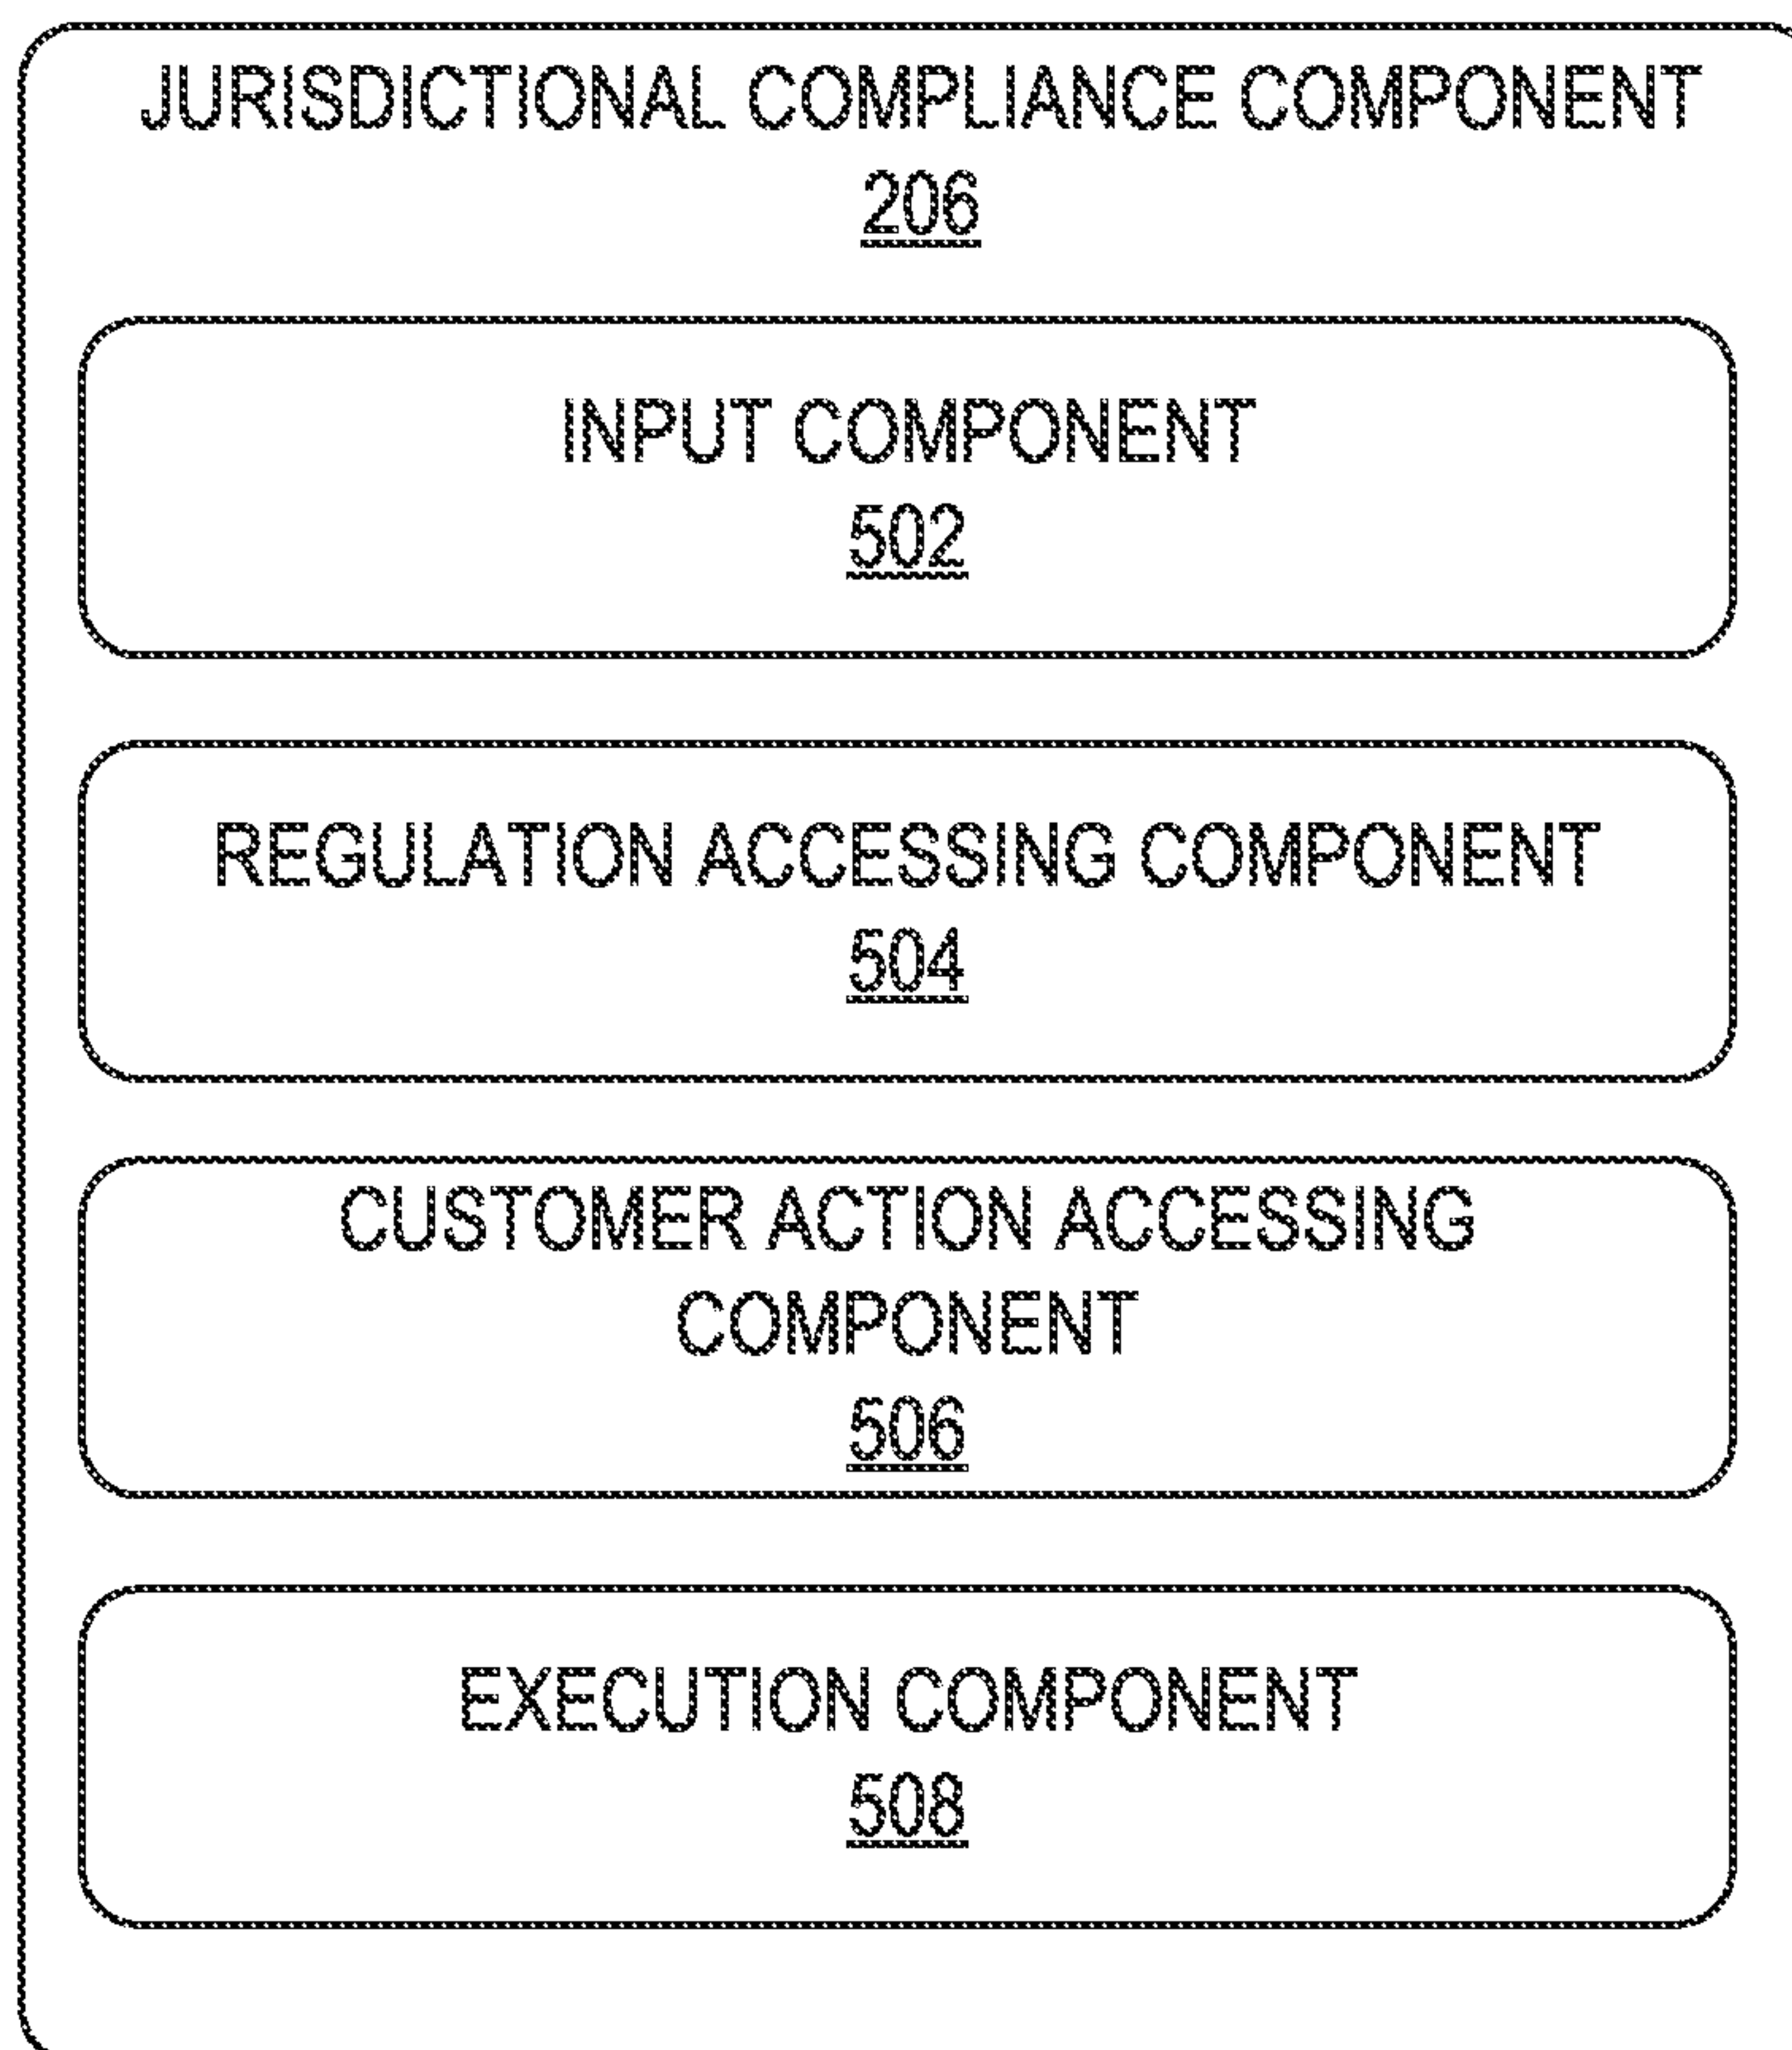 JURISDICTIONAL COMPLIANCE COMPONENT
206
INPUT COMPONENT
502
REGULATION ACCESSING COMPONENT
504
CUSTOMER ACTION ACCESSING
COMPONENT
506
EXECUTION COMPONENT
508